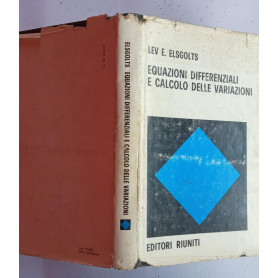 ELSGOLTS EQUAZIONI DIFFERENZIALI E CALCOLO DELLE VARIAZIONI
LEV E. ELSGOLTS
EQUAZIONI DIFFERENZIALI
E CALCOLO DELLE VARIAZIONI
EDITORI RIUNITI